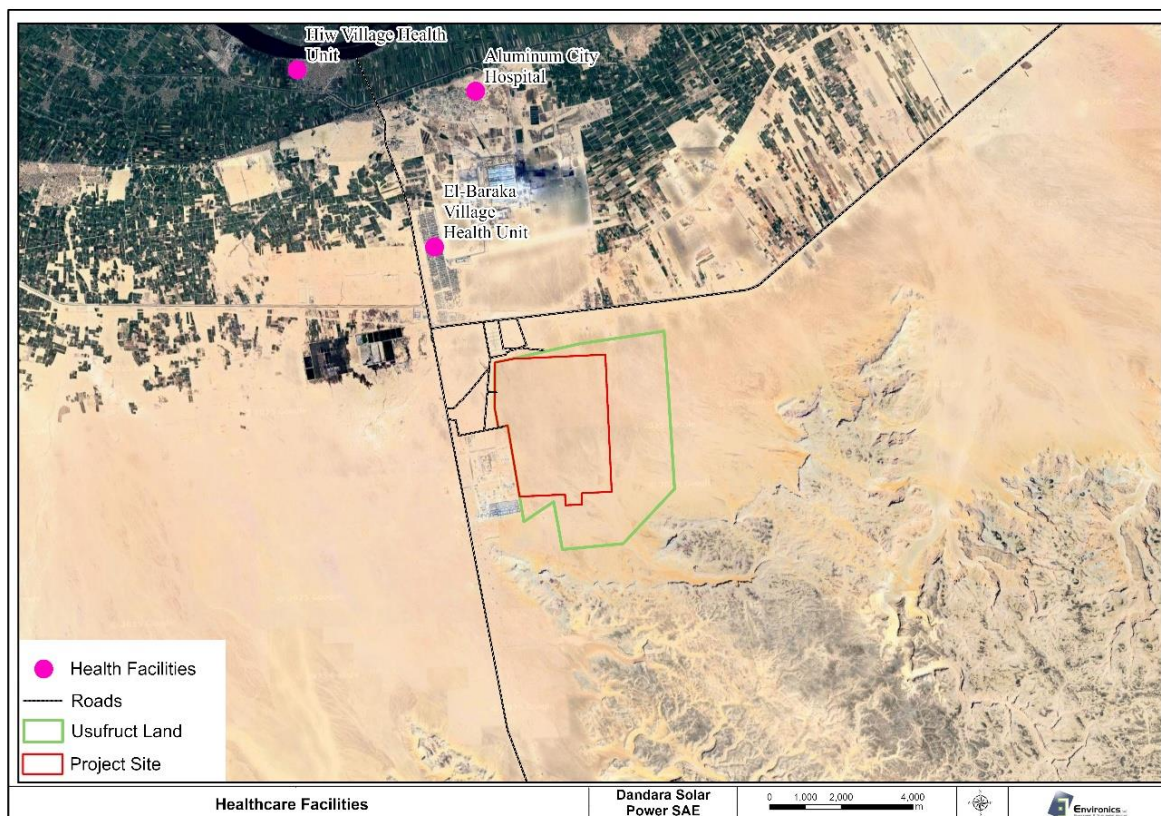 Hiw Village Health
Unit
Aluminum City
Hospital
El-Baraka
Village
Health Unit
Health Facilities
Roads
Usufruct Land
Project Site
Healthcare Facilities
Dandara Solar
Power SAE
0 1,000 2,000 4,000
m
Environics